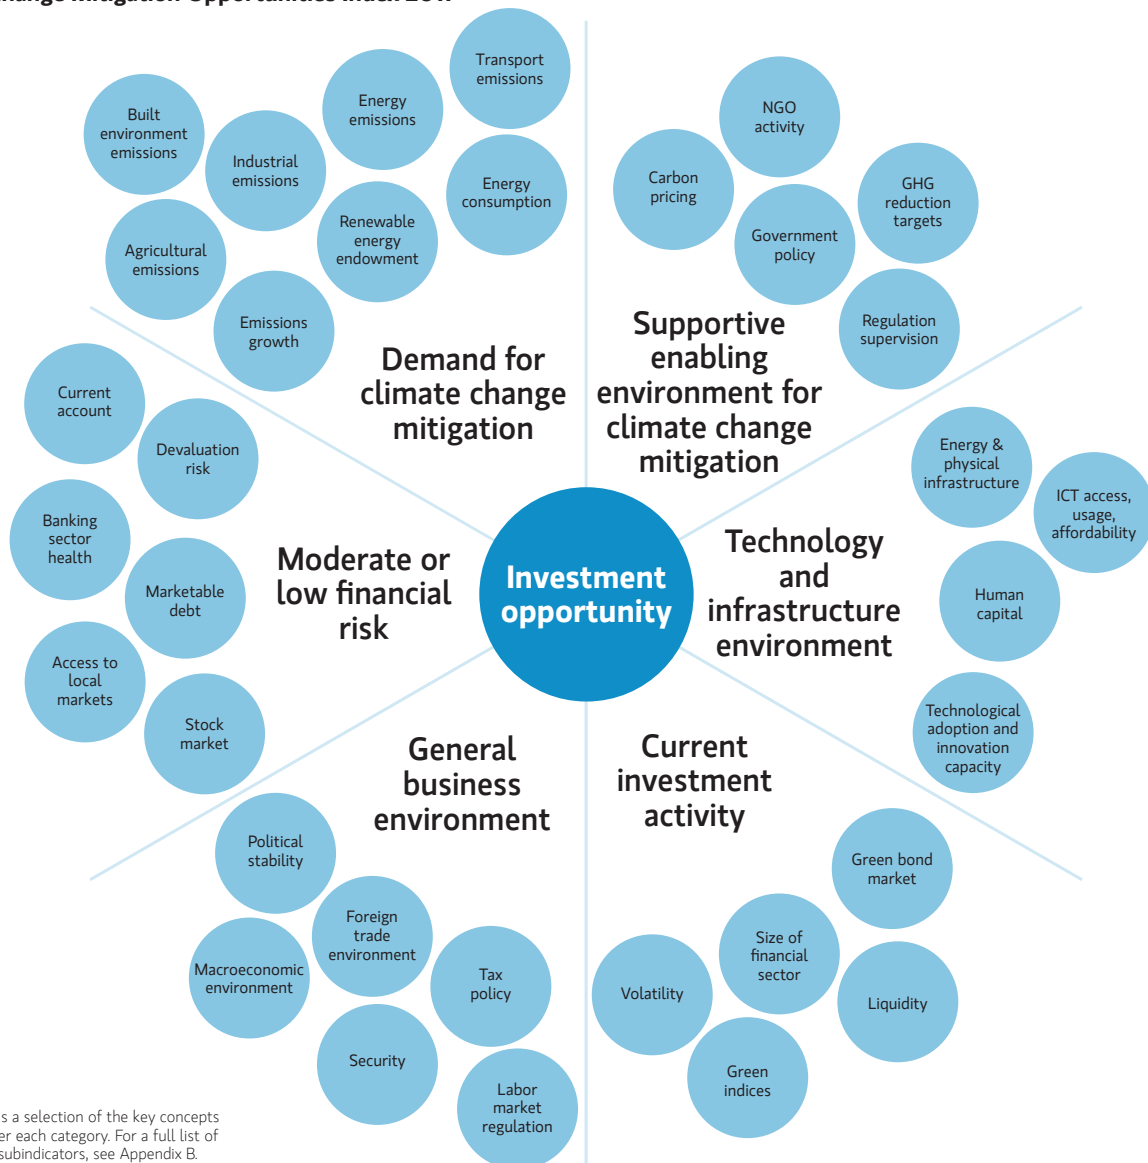 Change Mitigation Opportunities Index 2017
Transport
emissions
Energy
emissions
Built
environment
emissions
Industrial
emissions
Energy
consumption
Renewable
energy
endowment
Agricultural
emissions
Emissions
growth
Demand for
climate change
mitigation
NGO
activity
Carbon
pricing
GHG
reduction
targets
Government
policy
Regulation
supervision
Supportive
enabling
environment for
climate change
mitigation
Current
account
Devaluation
risk
Banking
sector
health
Marketable
debt
Access to
local
markets
Stock
market
Moderate or
low financial
risk
Investment
opportunity
Technology
and
infrastructure
environment
Energy &
physical
infrastructure
ICT access,
usage,
affordability
Human
capital
Technological
adoption and
innovation
capacity
General
business
environment
Political
stability
Foreign
trade
environment
Macroeconomic
environment
Tax
policy
Security
Labor
market
regulation
Current
investment
activity
Green bond
market
Size of
financial
sector
Volatility
Liquidity
Green
indices
s a selection of the key concepts
er each category. For a full list of
subindicators, see Appendix B.